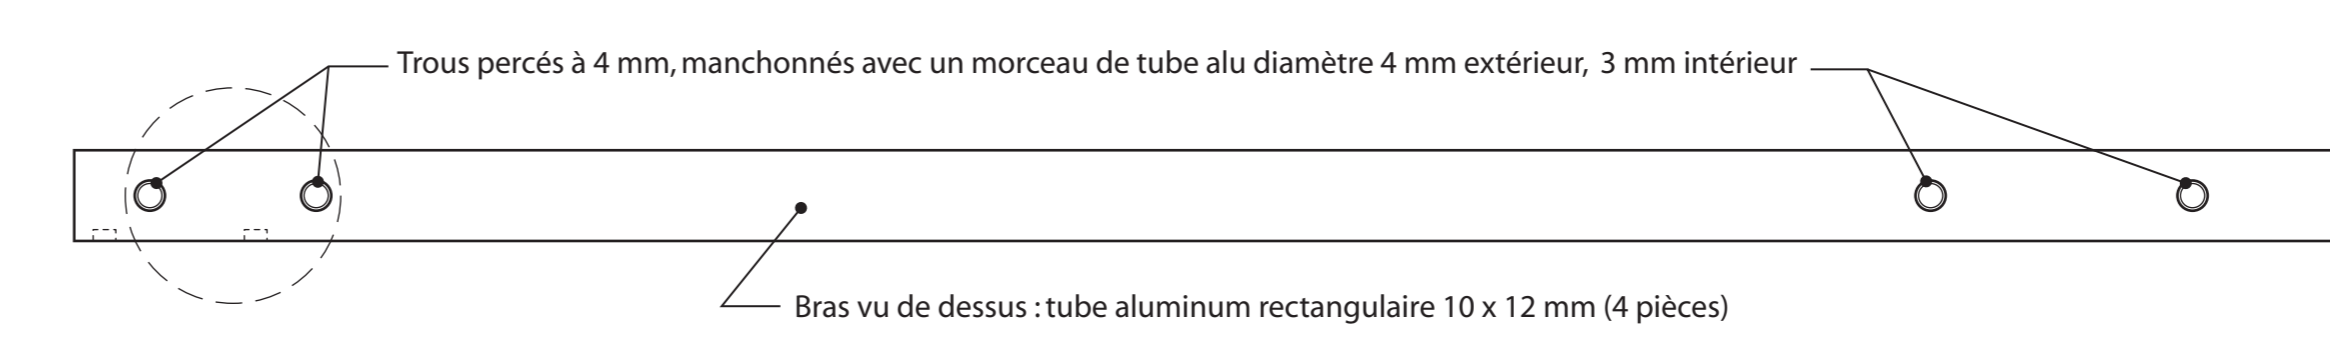 Trous percés à 4 mm, manchonnés avec un morceau de tube alu diamètre 4 mm extérieur, 3 mm intérieur
Bras vu de dessus : tube aluminum rectangulaire 10 x 12 mm (4 pièces)